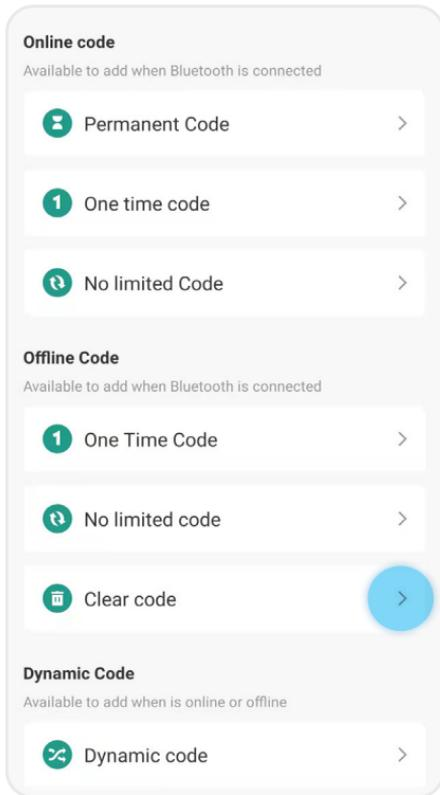 Online code
Available to add when Bluetooth is connected
Permanent Code
1 One time code
No limited Code
Offline Code
Available to add when Bluetooth is connected
1 One Time Code
No limited code
Clear code
Dynamic Code
Available to add when is online or offline
Dynamic code